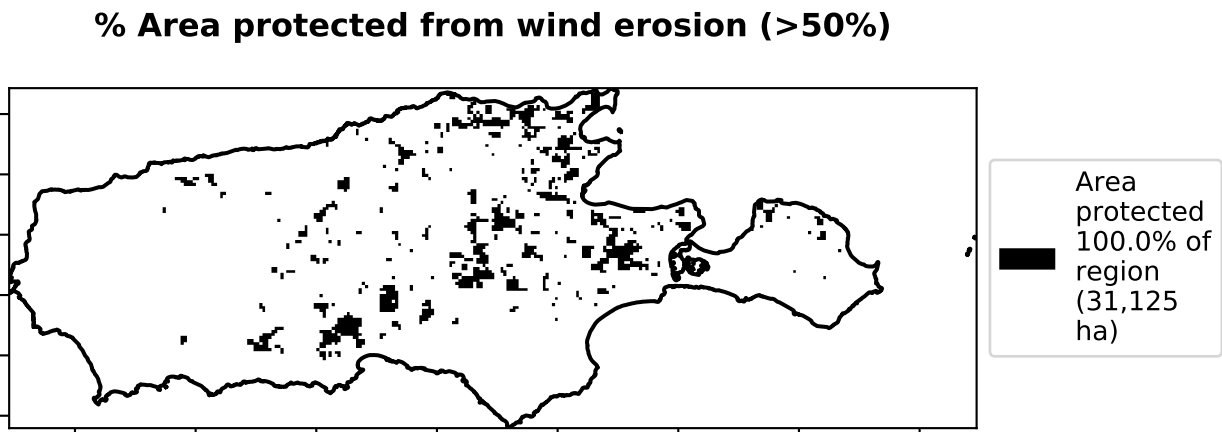 % Area protected from wind erosion (>50%)
Area
protected
100.0% of
region
(31,125
ha)